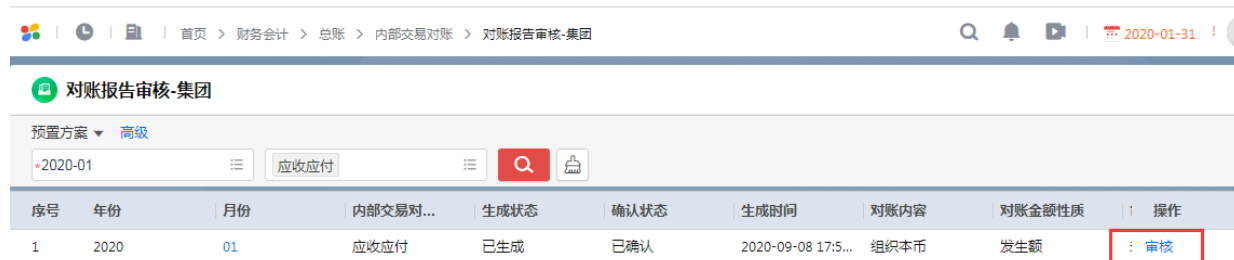 首页 > 财务会计 > 总账 > 内部交易对账 > 对账报告审核-集团 2020-01-31 !
对账报告审核-集团
预置方案 ▼ 高级
*2020-01 应收应付
序号 年份 月份 内部交易对... 生成状态 确认状态 生成时间 对账内容 对账金额性质 操作
1 2020 01 应收应付 已生成 已确认 2020-09-08 17:5... 组织本币 发生额 审核